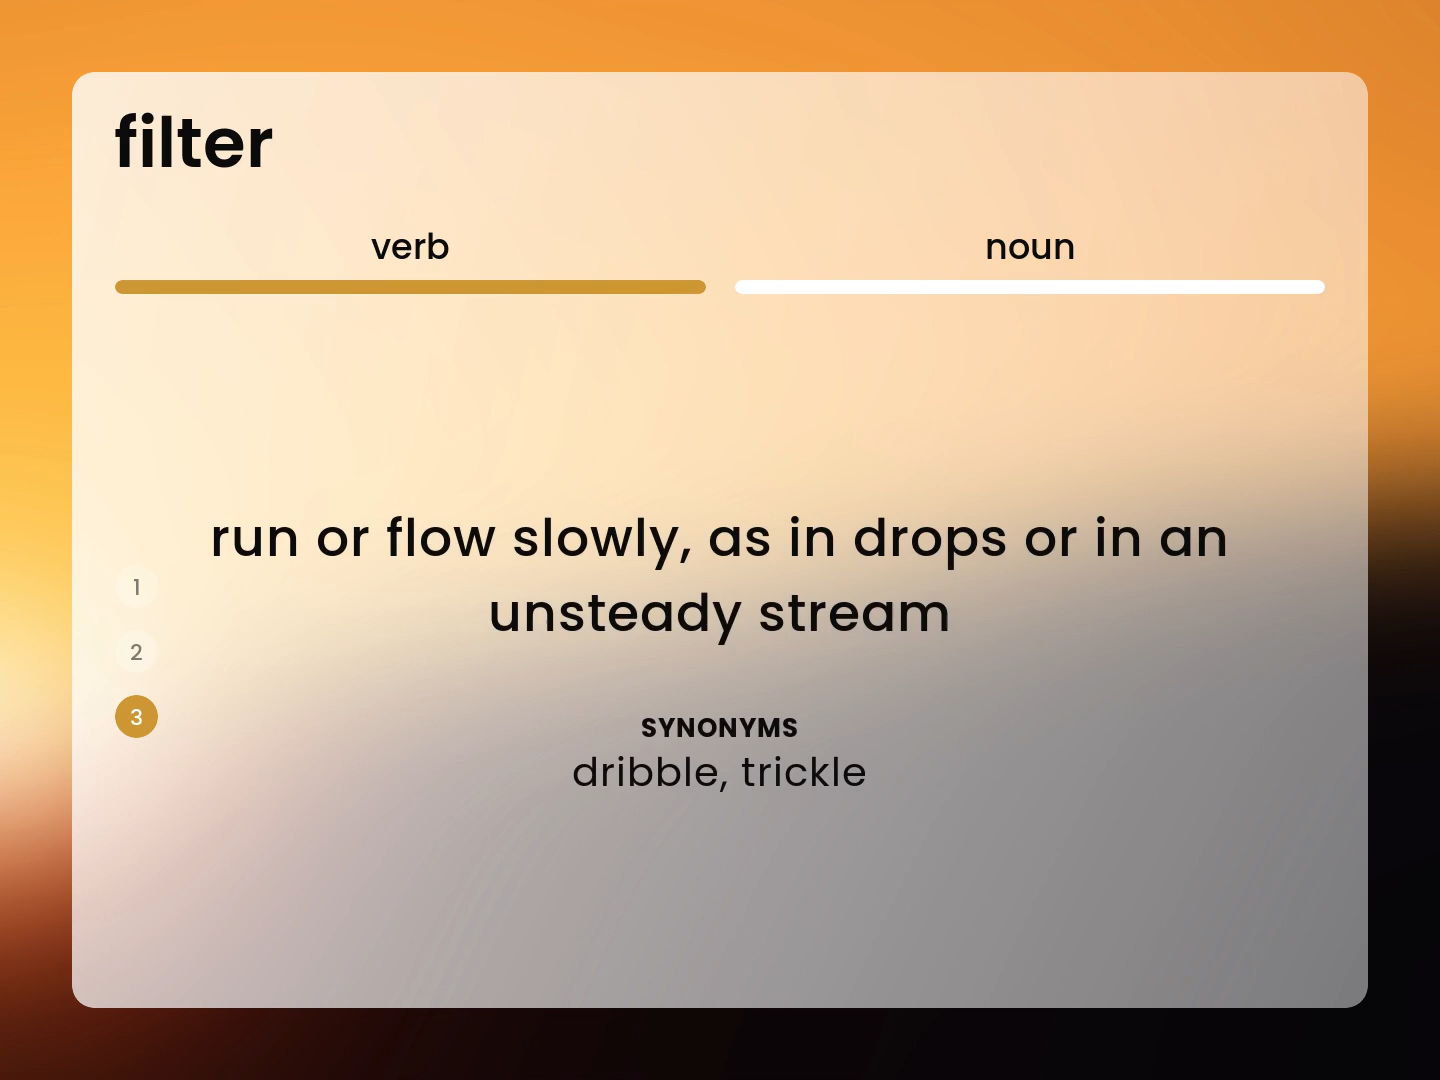 filter
verb
noun
run or flow slowly, as in drops or in an
unsteady stream
1
2
3
SYNONYMS
dribble, trickle